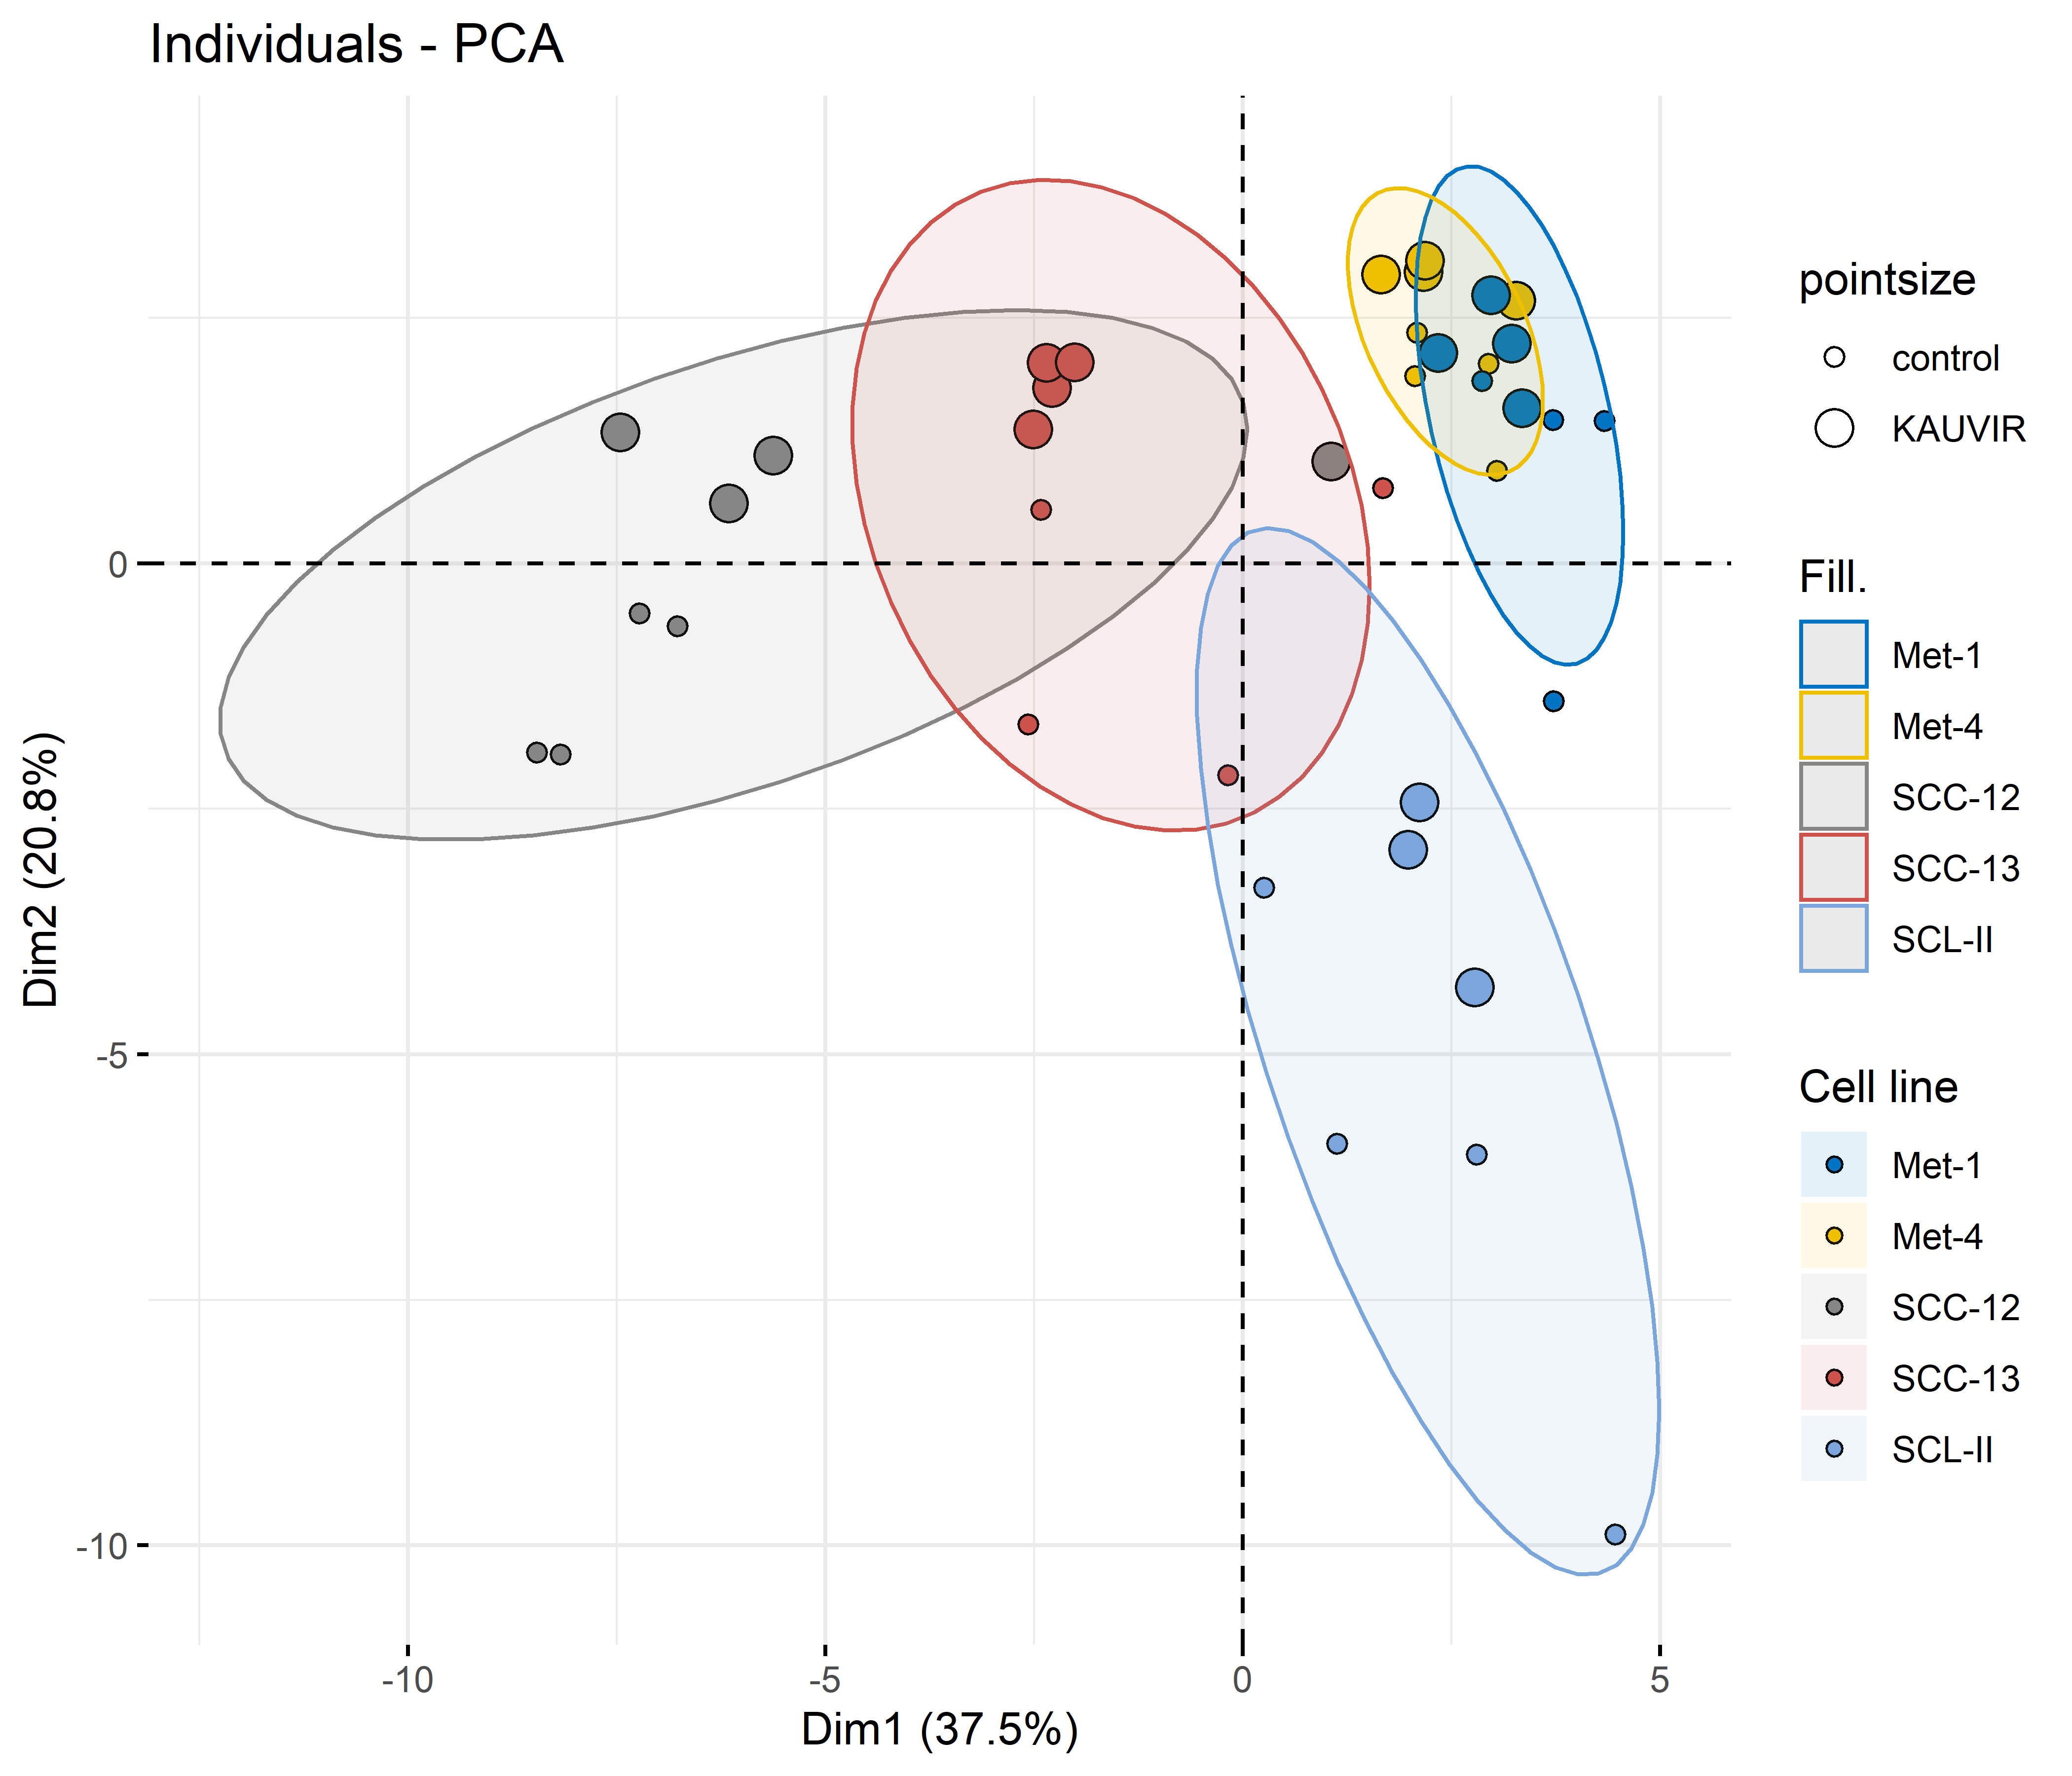 Individuals - PCA
0
-5
-10
-10
-5
0
5
Dim1 (37.5%)
Dim2 (20.8%)
pointsize
control
KAUVIR
Fill.
Met-1
Met-4
SCC-12
SCC-13
SCL-II
Cell line
Met-1
Met-4
SCC-12
SCC-13
SCL-II